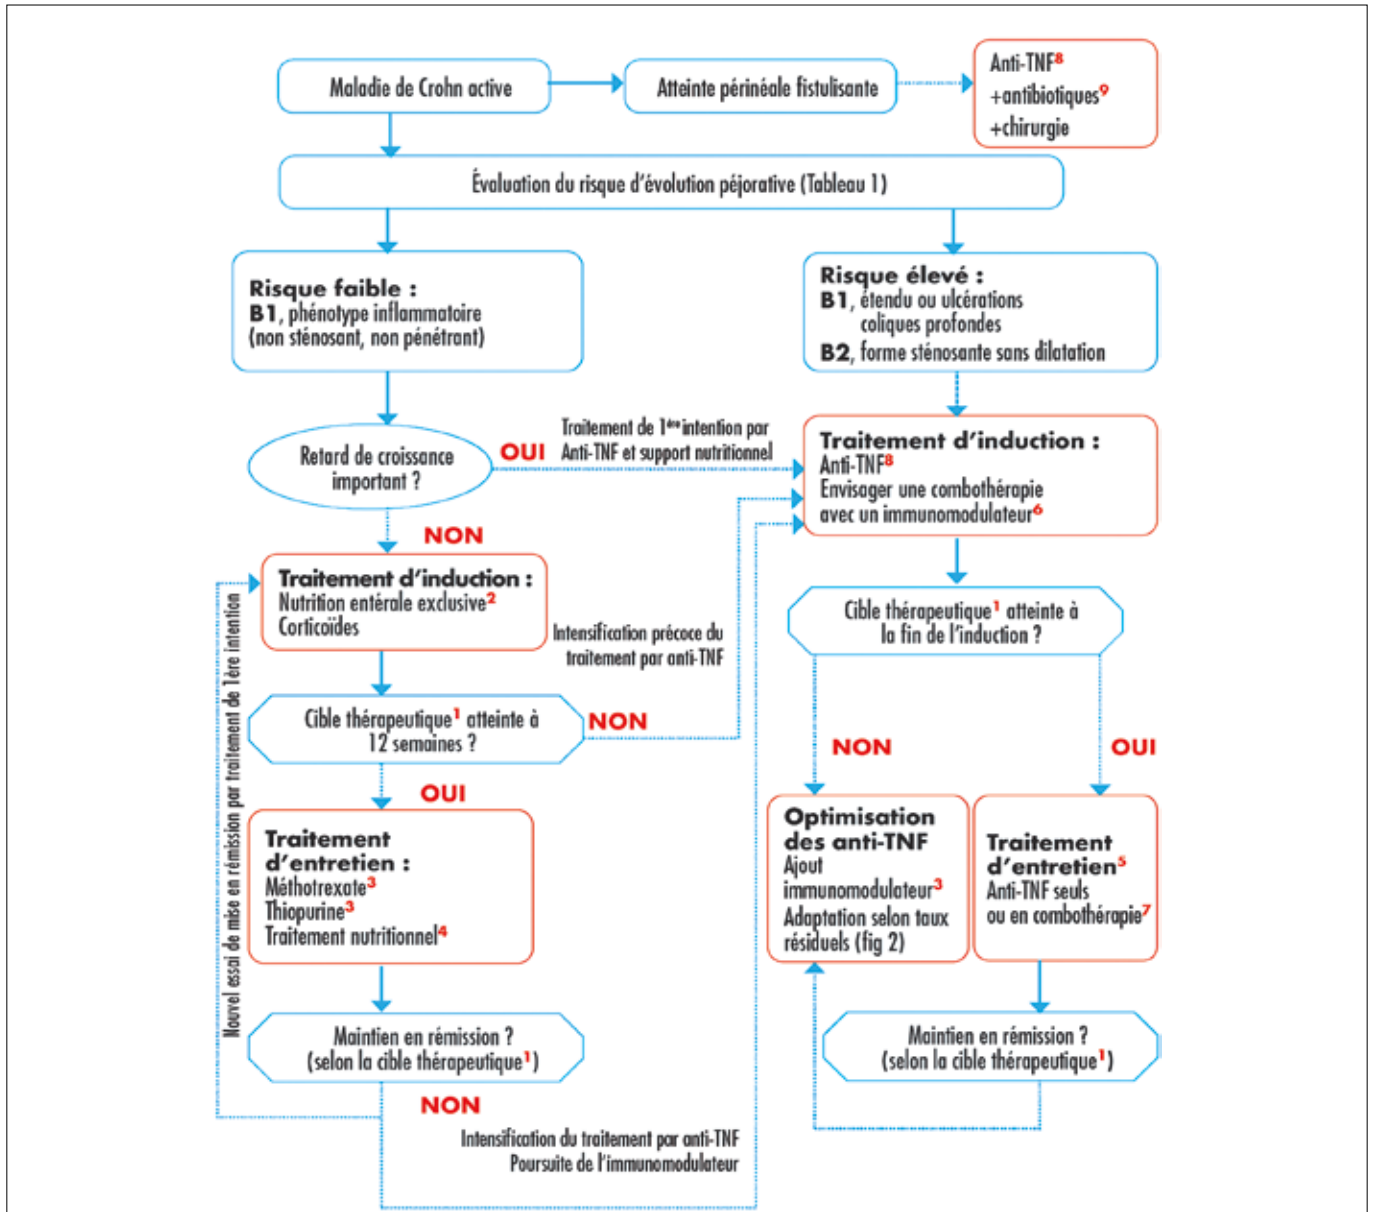 Maladie de Crohn active
Atteinte périnéale fistulisante
Anti-TNF8
+antibiotiques9
+chirurgie
Évaluation du risque d'évolution péjorative (Tableau 1)
Risque faible :
B1, phénotype inflammatoire
(non sténosant, non pénétrant)
Risque élevé :
B1, étendu ou ulcérations
coliques profondes
B2, forme sténosante sans dilatation
Retard de croissance
important ?
OUI
Traitement de 1ère intention par
Anti-TNF et support nutritionnel
Traitement d'induction :
Anti-TNF8
Envisager une combothérapie
avec un immunomodulateur6
NON
Traitement d'induction :
Nutrition entérale exclusive2
Corticoïdes
Intensification précoce du
traitement par anti-TNF
Cible thérapeutique1 atteinte à
la fin de l'induction ?
Cible thérapeutique1 atteinte à
12 semaines ?
NON
NON
OUI
OUI
Traitement
d'entretien :
Méthotrexate3
Thiopurine3
Traitement nutritionnel4
Optimisation
des anti-TNF
Ajout
immunomodulateur3
Adaptation selon taux
résiduels (fig 2)
Traitement
d'entretien5
Anti-TNF seuls
ou en combothérapie7
Nouvel essai de mise en rémission par traitement de 1ère intention
Maintien en rémission ?
(selon la cible thérapeutique1)
Maintien en rémission ?
(selon la cible thérapeutique1)
NON
Intensification du traitement par anti-TNF
Poursuite de l'immunomodulateur